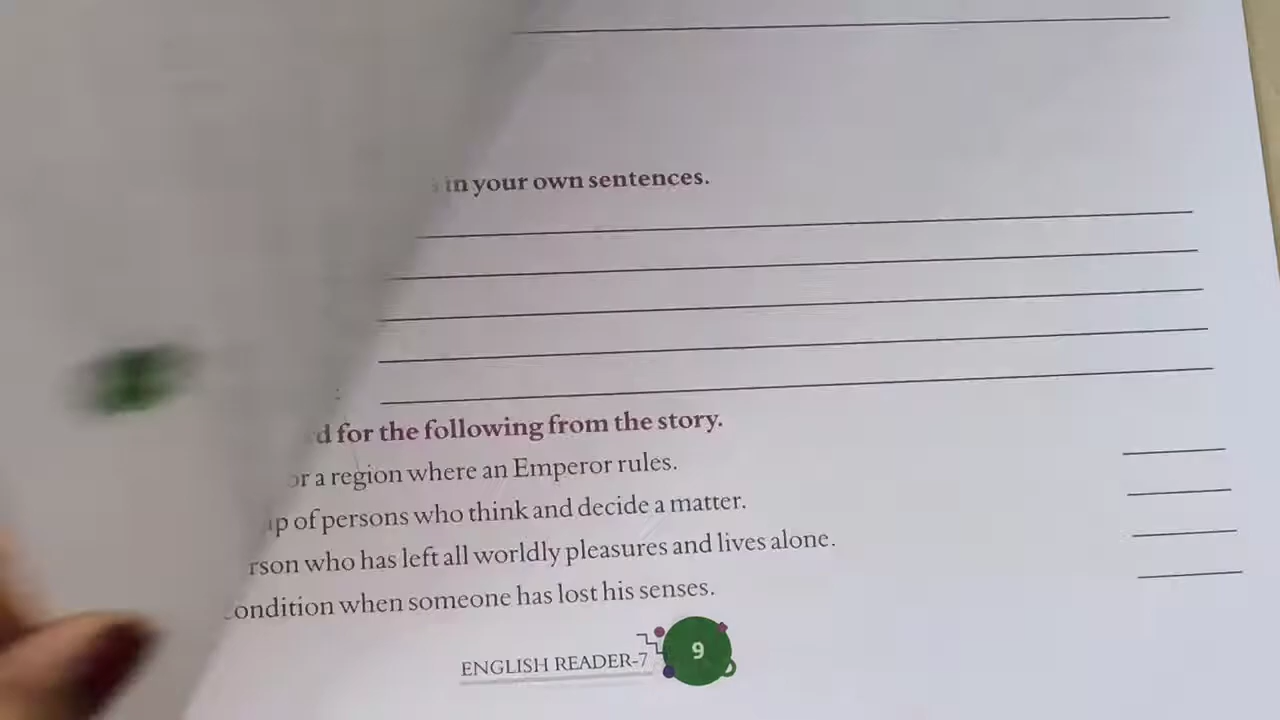 in your own sentences.
:
d for the following from the story.
or a region where an Emperor rules.
of persons who think and decide a matter.
who has left all worldly pleasures and lives alone.
condition when someone has lost his senses.
ENGLISH READER-7
9